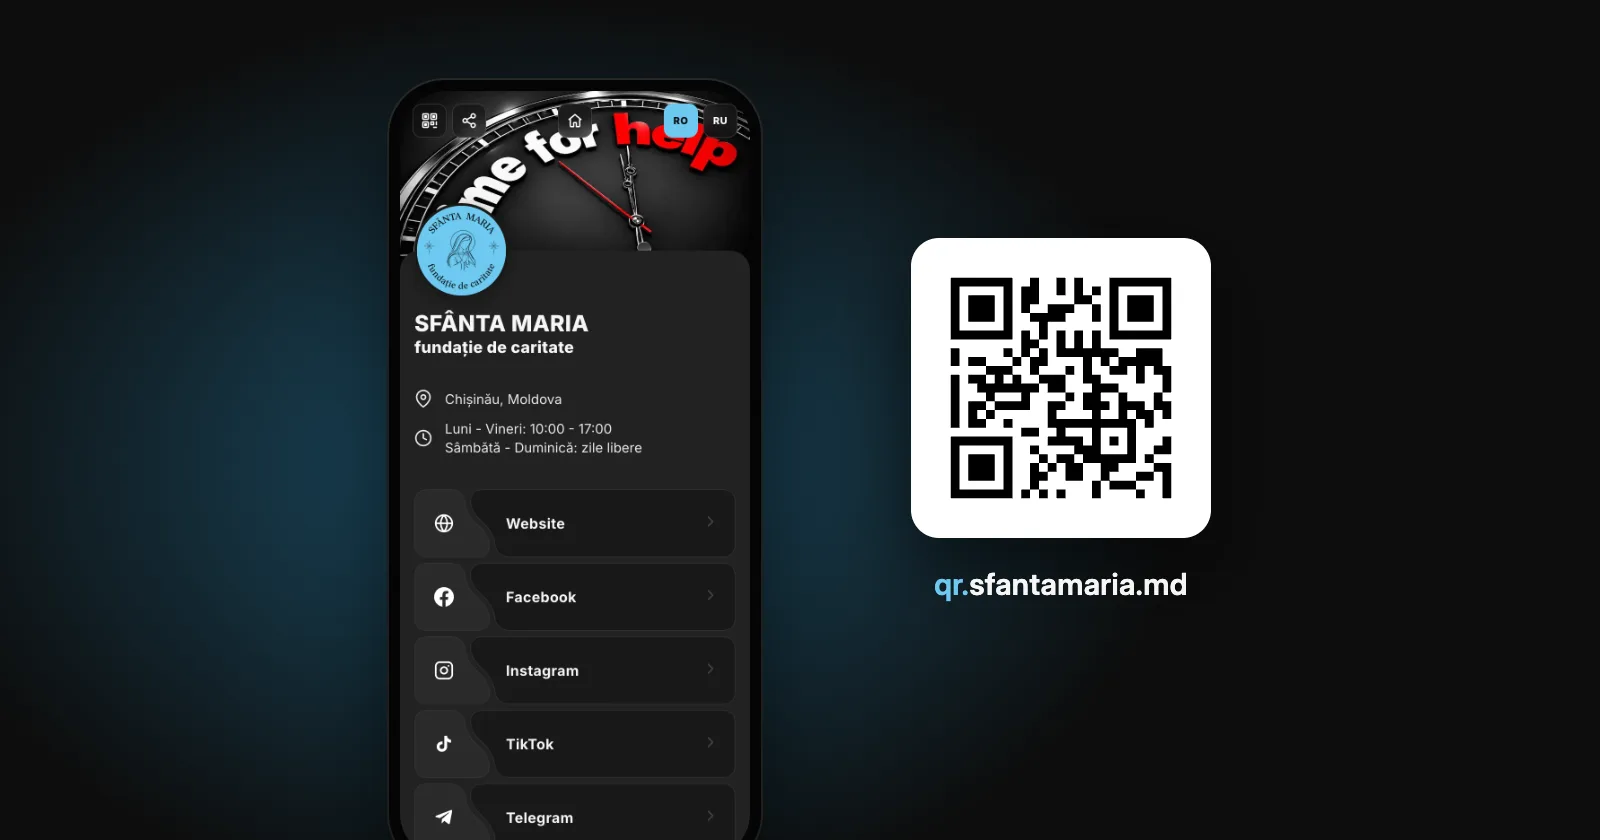 RO
RU
me for help
SFÂNTA MARIA
fundație de caritate
SFÂNTA MARIA
fundație de caritate
Chișinău, Moldova
Luni - Vineri: 10:00 - 17:00
Sâmbătă - Duminică: zile libere
Website
Facebook
Instagram
TikTok
Telegram
qr.sfantamaria.md